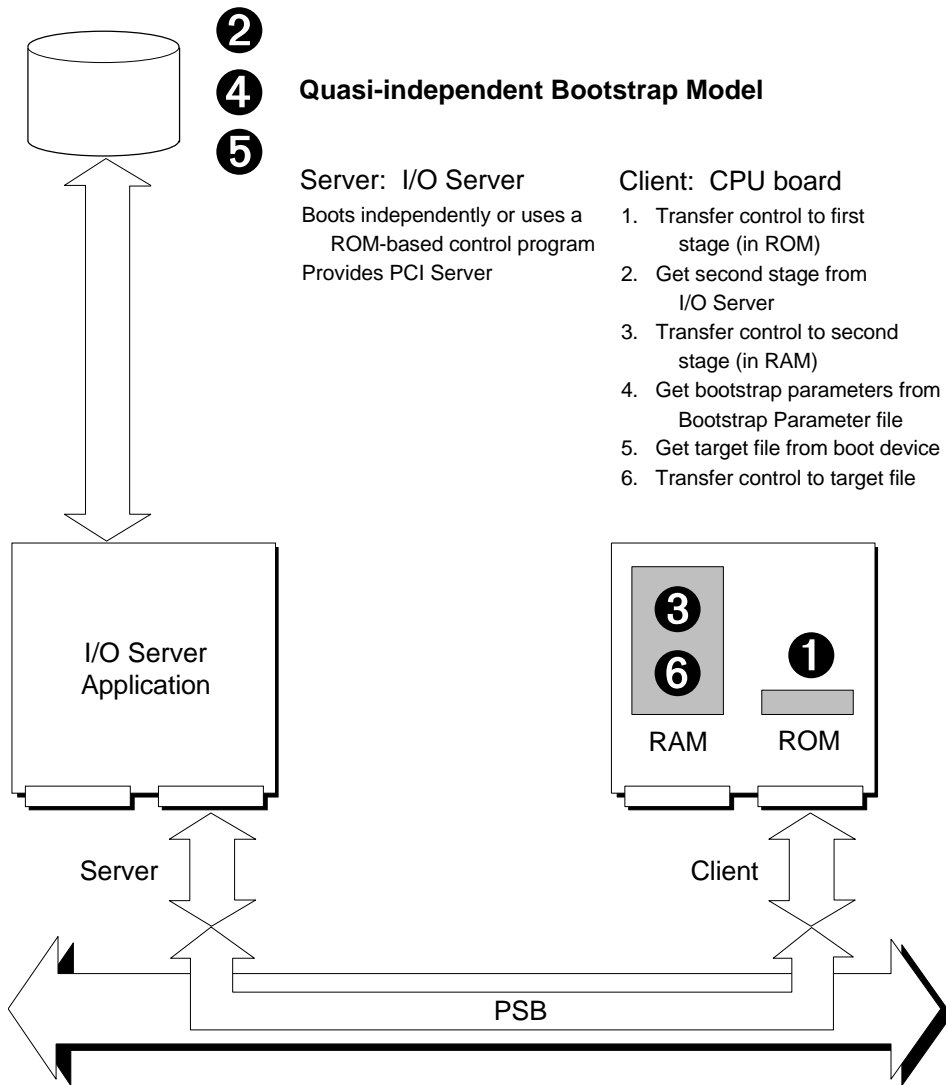 ❷
❹
❺
Quasi-independent Bootstrap Model
Server: I/O Server
Boots independently or uses a
ROM-based control program
Provides PCI Server
Client: CPU board
1. Transfer control to first
stage (in ROM)
2. Get second stage from
I/O Server
3. Transfer control to second
stage (in RAM)
4. Get bootstrap parameters from
Bootstrap Parameter file
5. Get target file from boot device
6. Transfer control to target file
I/O Server
Application
❸
❻
RAM
❶
ROM
Server
Client
PSB